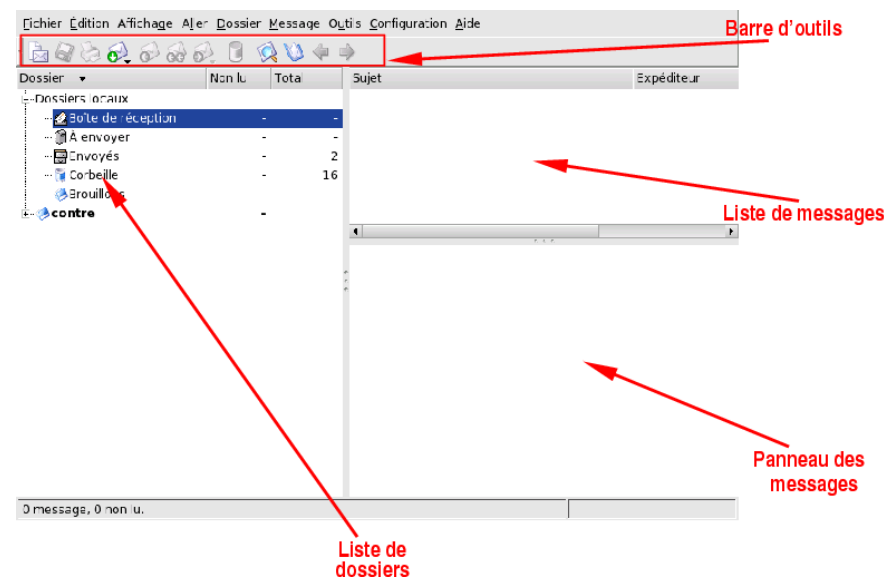 Fichier Édition Affichage Aller Dossier Message Outils Configuration Aide
Barre d'outils
Dossier Non lu Total Sujet Expéditeur
Dossiers locaux
Boîte de réception - -
À envoyer - -
Envoyés - 2
Corbeille - 16
Brouillons
contre -
Liste de messages
Panneau des
messages
0 message, 0 non lu.
Liste de
dossiers